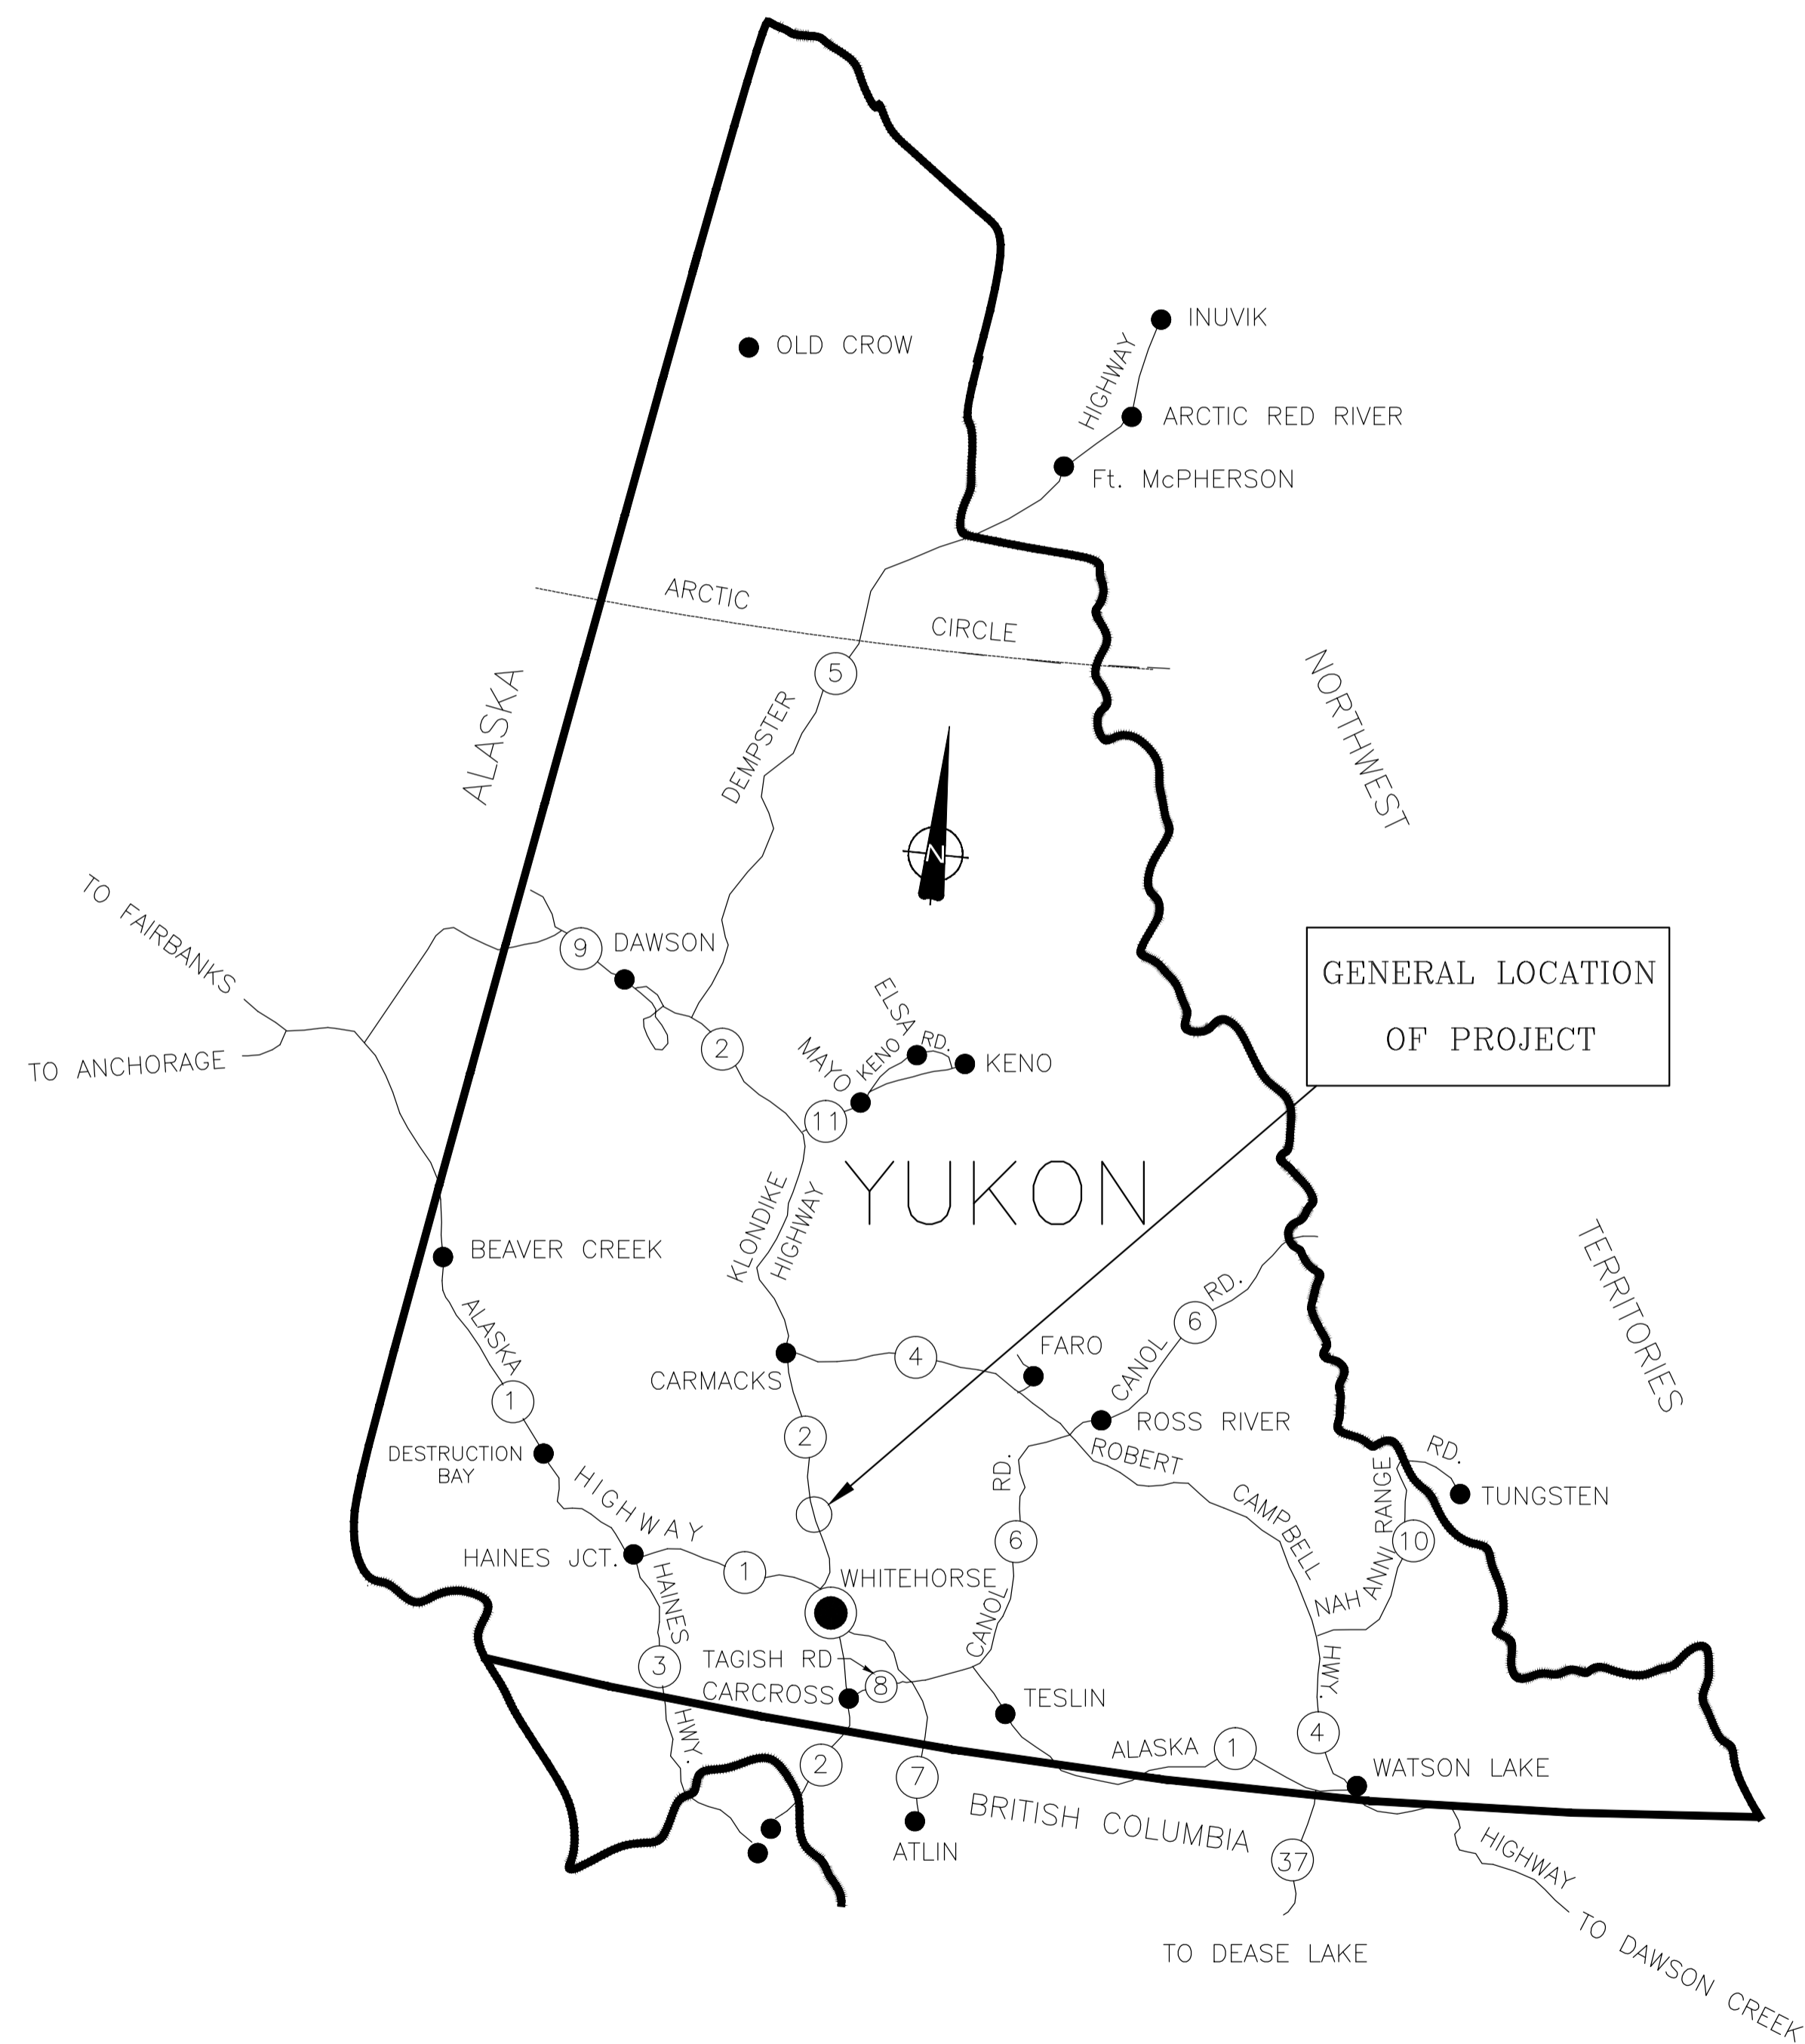 INUVIK
OLD CROW
HIGHWAY
ARCTIC RED RIVER
Ft. McPHERSON
ARCTIC
CIRCLE
5
ALASKA
DEMPSTER
NORTHWEST
N
TO FAIRBANKS
9
DAWSON
GENERAL LOCATION
OF PROJECT
ELSA
RD.
2
MAYO
KENO
KENO
TO ANCHORAGE
11
YUKON
KLONDIKE
HIGHWAY
BEAVER CREEK
TERRITORIES
ALASKA
RD.
6
FARO
4
CANOL
CARMACKS
1
ROSS RIVER
2
DESTRUCTION
BAY
ROBERT
RD.
RD.
HIGHWAY
CAMPBELL
TUNGSTEN
6
10
HAINES JCT.
1
WHITEHORSE
NAHANNI RANGE
HAINES
CANOL
TAGISH RD
3
8
CARCROSS
TESLIN
HWY.
HWY.
4
ALASKA
1
2
7
WATSON LAKE
BRITISH COLUMBIA
ATLIN
37
HIGHWAY
TO DEASE LAKE
TO DAWSON CREEK